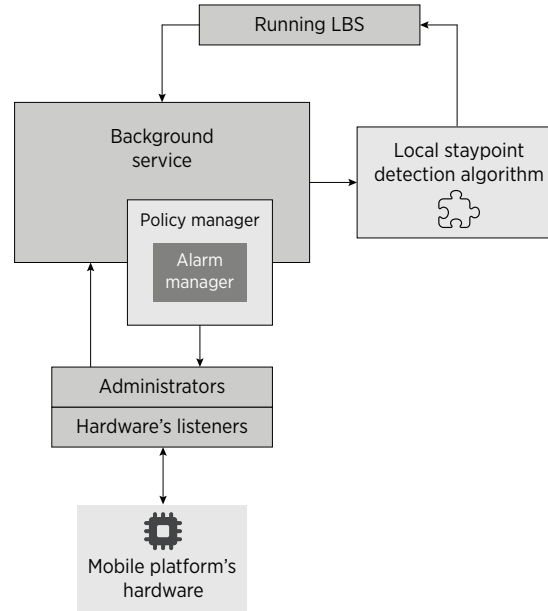 Running LBS
Background
service
Local staypoint
detection algorithm
Policy manager
Alarm
manager
Administrators
Hardware's listeners
Mobile platform's
hardware